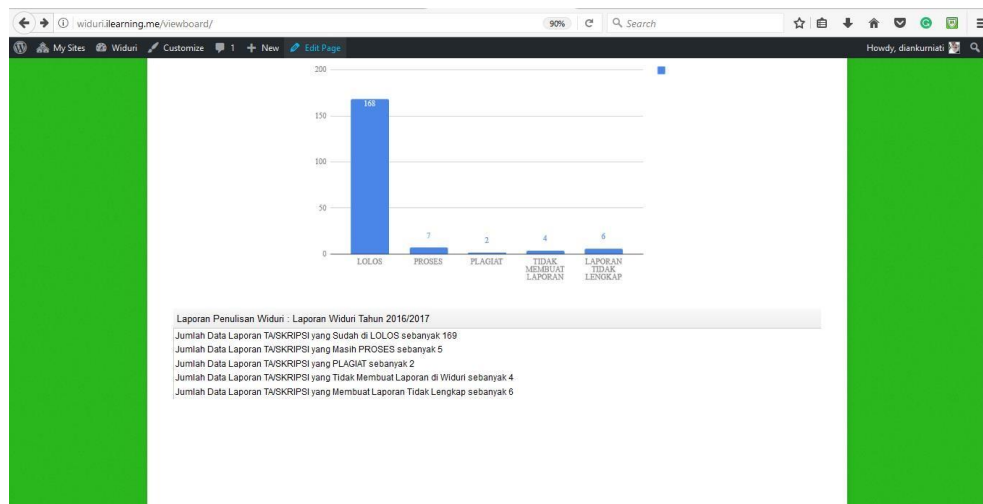 widuri.ilearning.me/viewboard/ 90% Search
My Sites Widuri Customize 1 New Edit Page Howdy, diankurniati
200
168
150
100
50
7 2 4 6
0
LOLOS PROSES PLAGIAT TIDAK MEMBUAT LAPORAN LAPORAN TIDAK LENGKAP
Laporan Penulisan Widuri : Laporan Widuri Tahun 2016/2017
Jumlah Data Laporan TA/SKRIPSI yang Sudah di LOLOS sebanyak 169
Jumlah Data Laporan TA/SKRIPSI yang Masih PROSES sebanyak 5
Jumlah Data Laporan TA/SKRIPSI yang PLAGIAT sebanyak 2
Jumlah Data Laporan TA/SKRIPSI yang Tidak Membuat Laporan di Widuri sebanyak 4
Jumlah Data Laporan TA/SKRIPSI yang Membuat Laporan Tidak Lengkap sebanyak 6